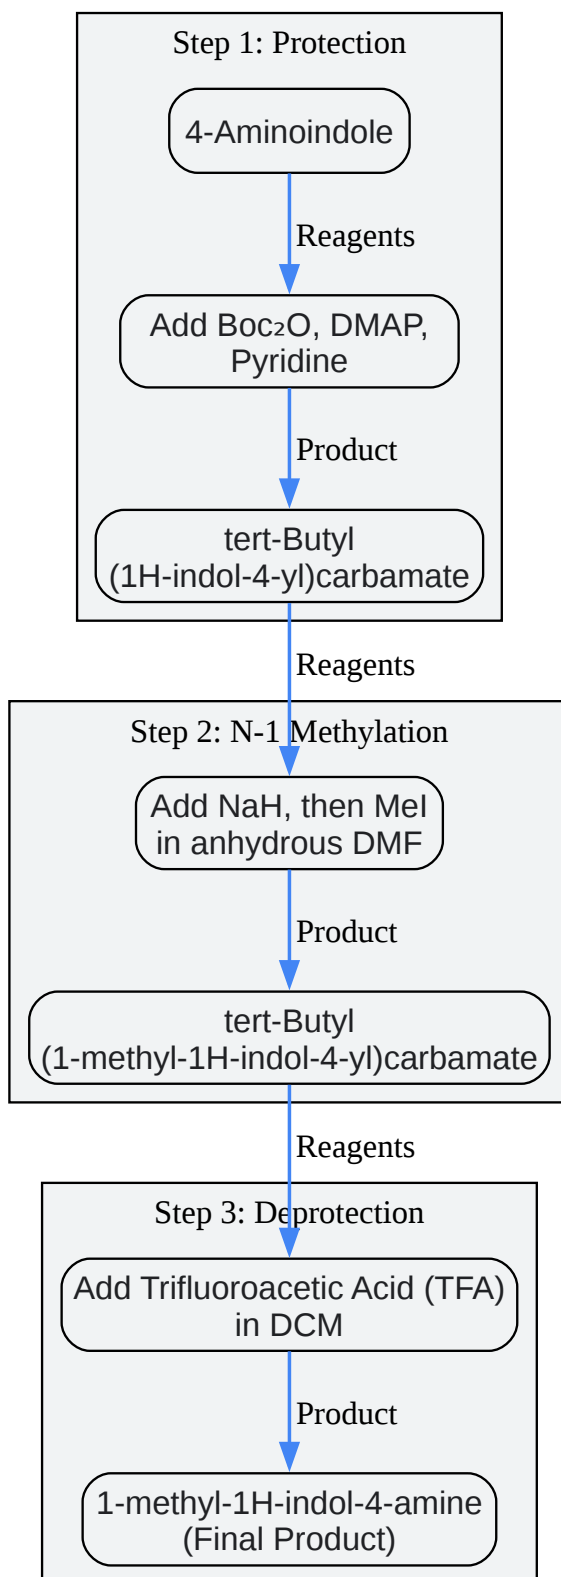 Step 1: Protection
4-Aminoindole
Reagents
Add Boc₂O, DMAP,
Pyridine
Product
tert-Butyl
(1H-indol-4-yl)carbamate
Reagents
Step 2: N-1 Methylation
Add NaH, then MeI
in anhydrous DMF
Product
tert-Butyl
(1-methyl-1H-indol-4-yl)carbamate
Reagents
Step 3: Deprotection
Add Trifluoroacetic Acid (TFA)
in DCM
Product
1-methyl-1H-indol-4-amine
(Final Product)